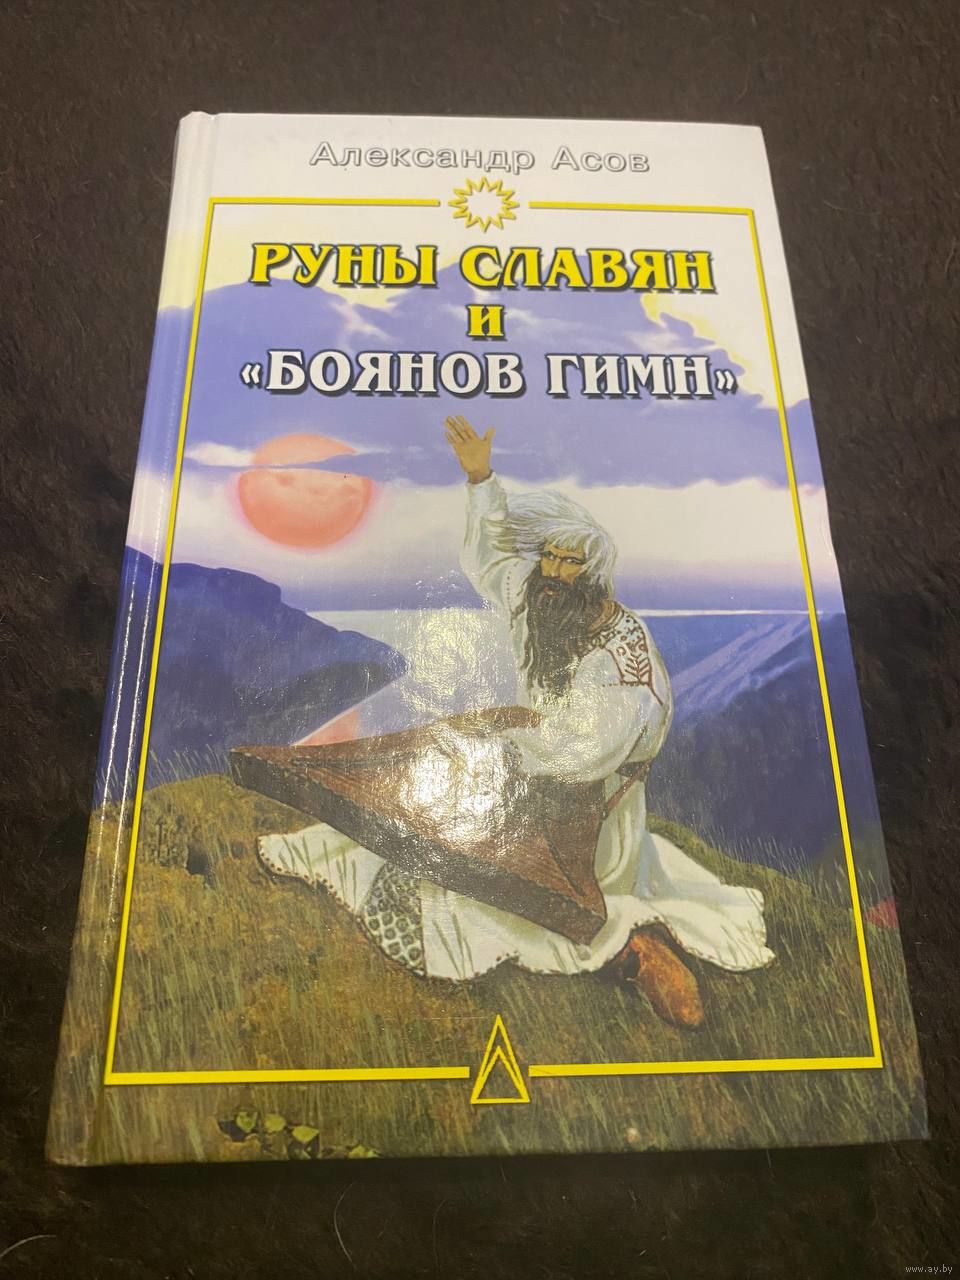 Александр Асов
РУНЫ СЛАВЯН
И
«БОЯНОВ ГИМН»
www.ay.by